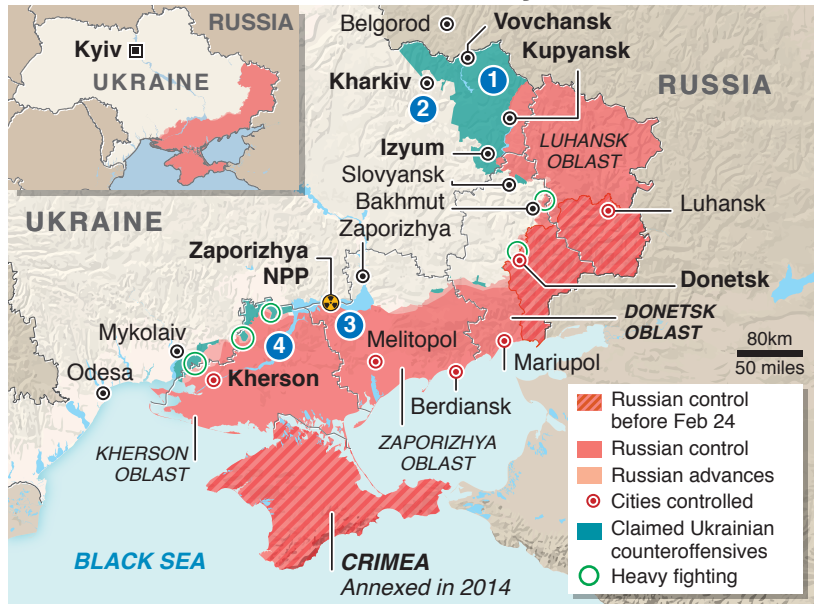 RUSSIA
Kyiv
UKRAINE
Belgorod
Vovchansk
Kupyansk
Kharkiv
1
2
RUSSIA
Izyum
LUHANSK
OBLAST
Slovyansk
Bakhmut
Luhansk
UKRAINE
Zaporizhya
Zaporizhya
NPP
Donetsk
DONETSK
OBLAST
3
Mykolaiv
4
Melitopol
Mariupol
80km
50 miles
Odesa
Kherson
Berdiansk
KHERSON
OBLAST
ZAPORIZHYA
OBLAST
BLACK SEA
CRIMEA
Annexed in 2014
Russian control
before Feb 24
Russian control
Russian advances
Cities controlled
Claimed Ukrainian
counteroffensives
Heavy fighting